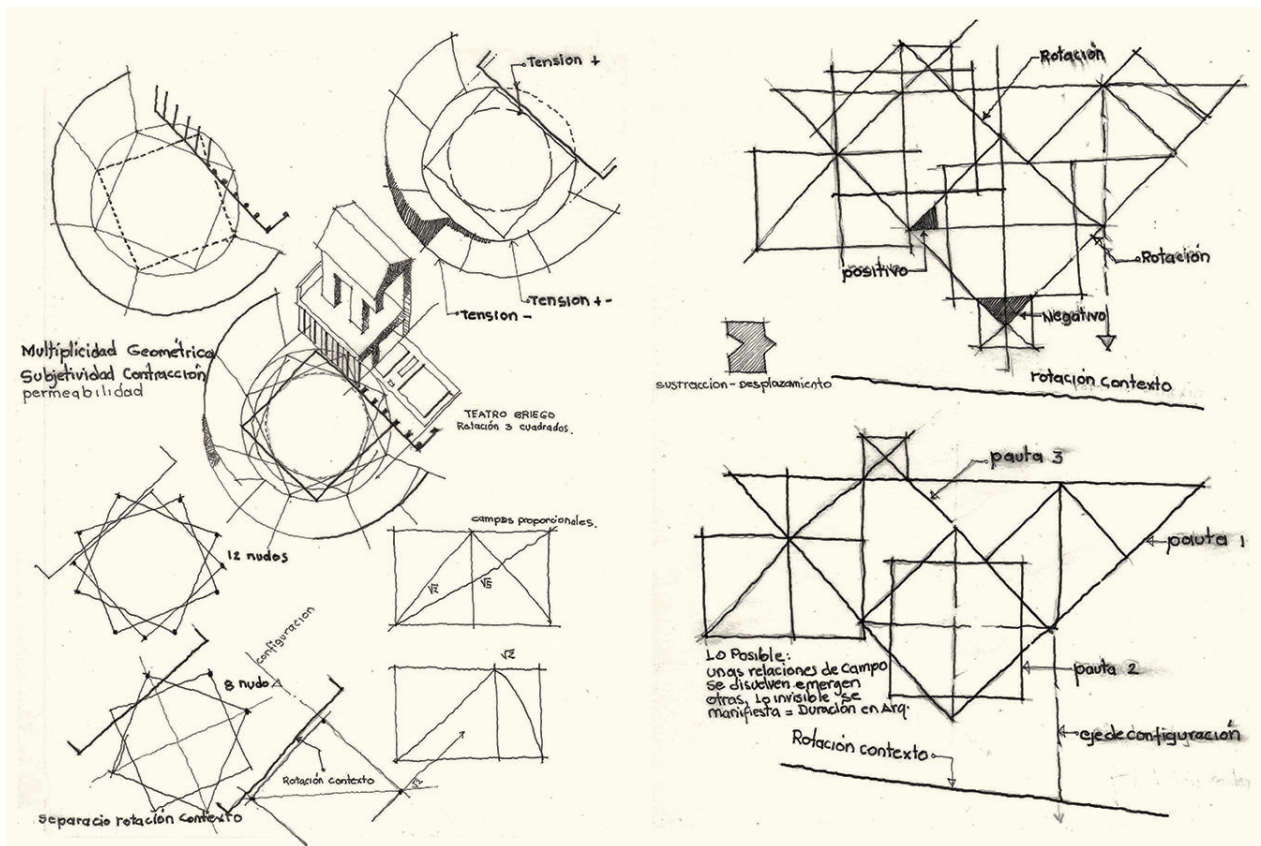 Tension +
Tension + -
Tension -
Multiplicidad Geométrica
Subjetividad Contracción
permeabilidad
TEATRO GRIEGO
Rotación 3 cuadrados.
12 nudos
campos proporcionales.
√2
√5
configuracion
8 nudo
√2
Rotación contexto
√2
separacio rotación contexto
Rotación
positivo
Rotación
Negativo
sustraccion - Desplazamiento
rotación contexto
pauta 3
pauta 1
Lo Posible:
unas relaciones de campo
se disuelven emergen
otras, Lo invisible se
manifiesta = Duración en Arq.
pauta 2
eje de configuración
Rotación contexto